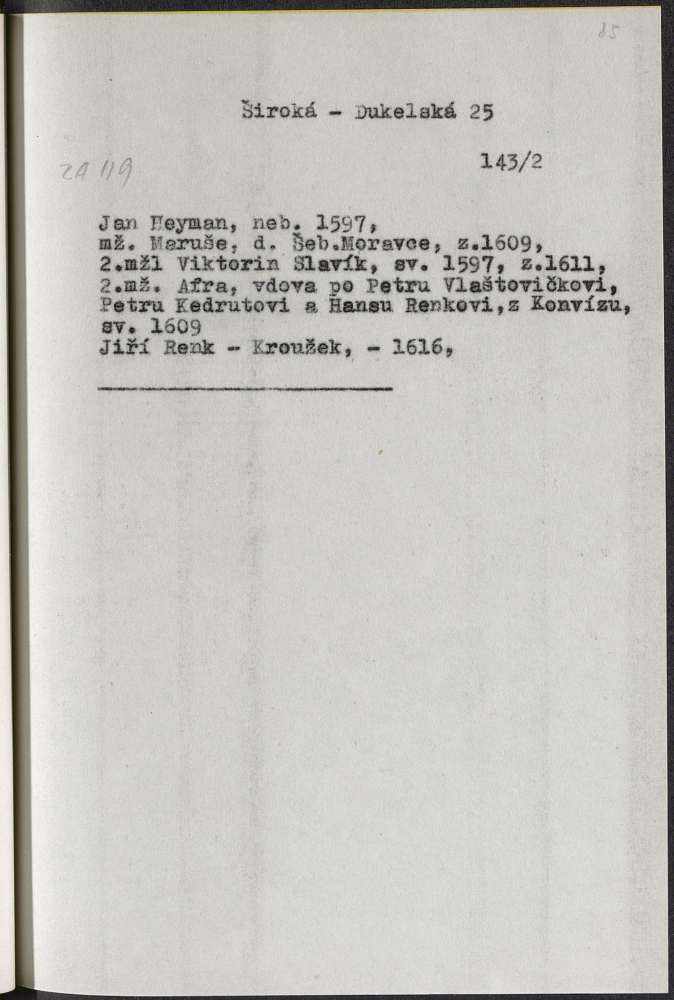 85
Široká - Dukelská 25
143/2
ZA 119
Jan Heyman, neb. 1597,
mž. Maruše, d. Šeb.Moravce, z.1609,
2.mžl Viktorin Slavík, sv. 1597, z.1611,
2.mž. Afra, vdova po Petru Vlaštovičkovi,
Petru Kedrutovi a Hansu Renkovi,z Konvízu,
sv. 1609
Jiří Renk - Kroužek, - 1616,